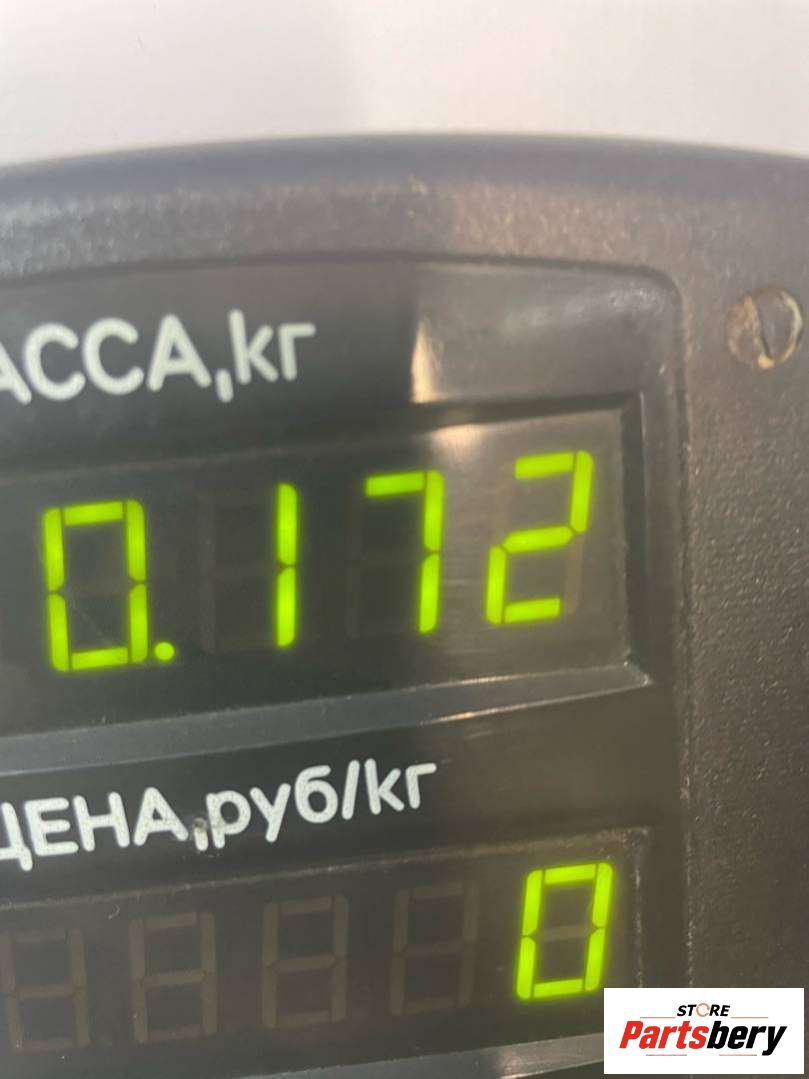 АССА,кг
0.172
ЦЕНА,руб/кг
0
STORE
Partsbery